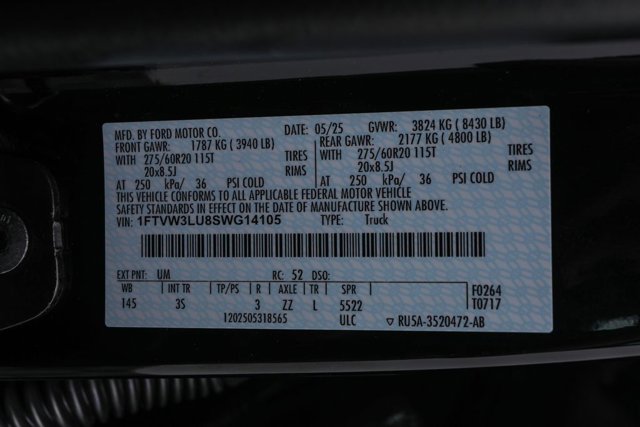 MFD. BY FORD MOTOR CO. DATE: 05/25 GVWR: 3824 KG ( 8430 LB)
FRONT GAWR: 1787 KG ( 3940 LB) REAR GAWR: 2177 KG ( 4800 LB)
WITH 275/60R20 115T TIRES WITH 275/60R20 115T TIRES
20x8.5J RIMS 20x8.5J RIMS
AT 250 kPa/ 36 PSI COLD AT 250 kPa/ 36 PSI COLD
THIS VEHICLE CONFORMS TO ALL APPLICABLE FEDERAL MOTOR VEHICLE
SAFETY STANDARDS IN EFFECT ON THE DATE OF MANUFACTURE SHOWN ABOVE.
VIN: 1FTVW3LU8SWG14105 TYPE: Truck
EXT PNT: UM RC: 52 DSO:
WB INT TR TP/PS R AXLE TR SPR F0264
145 3S 3 ZZ L 5522 T0717
1202505318565 ULC ▽ RU5A-3520472-AB